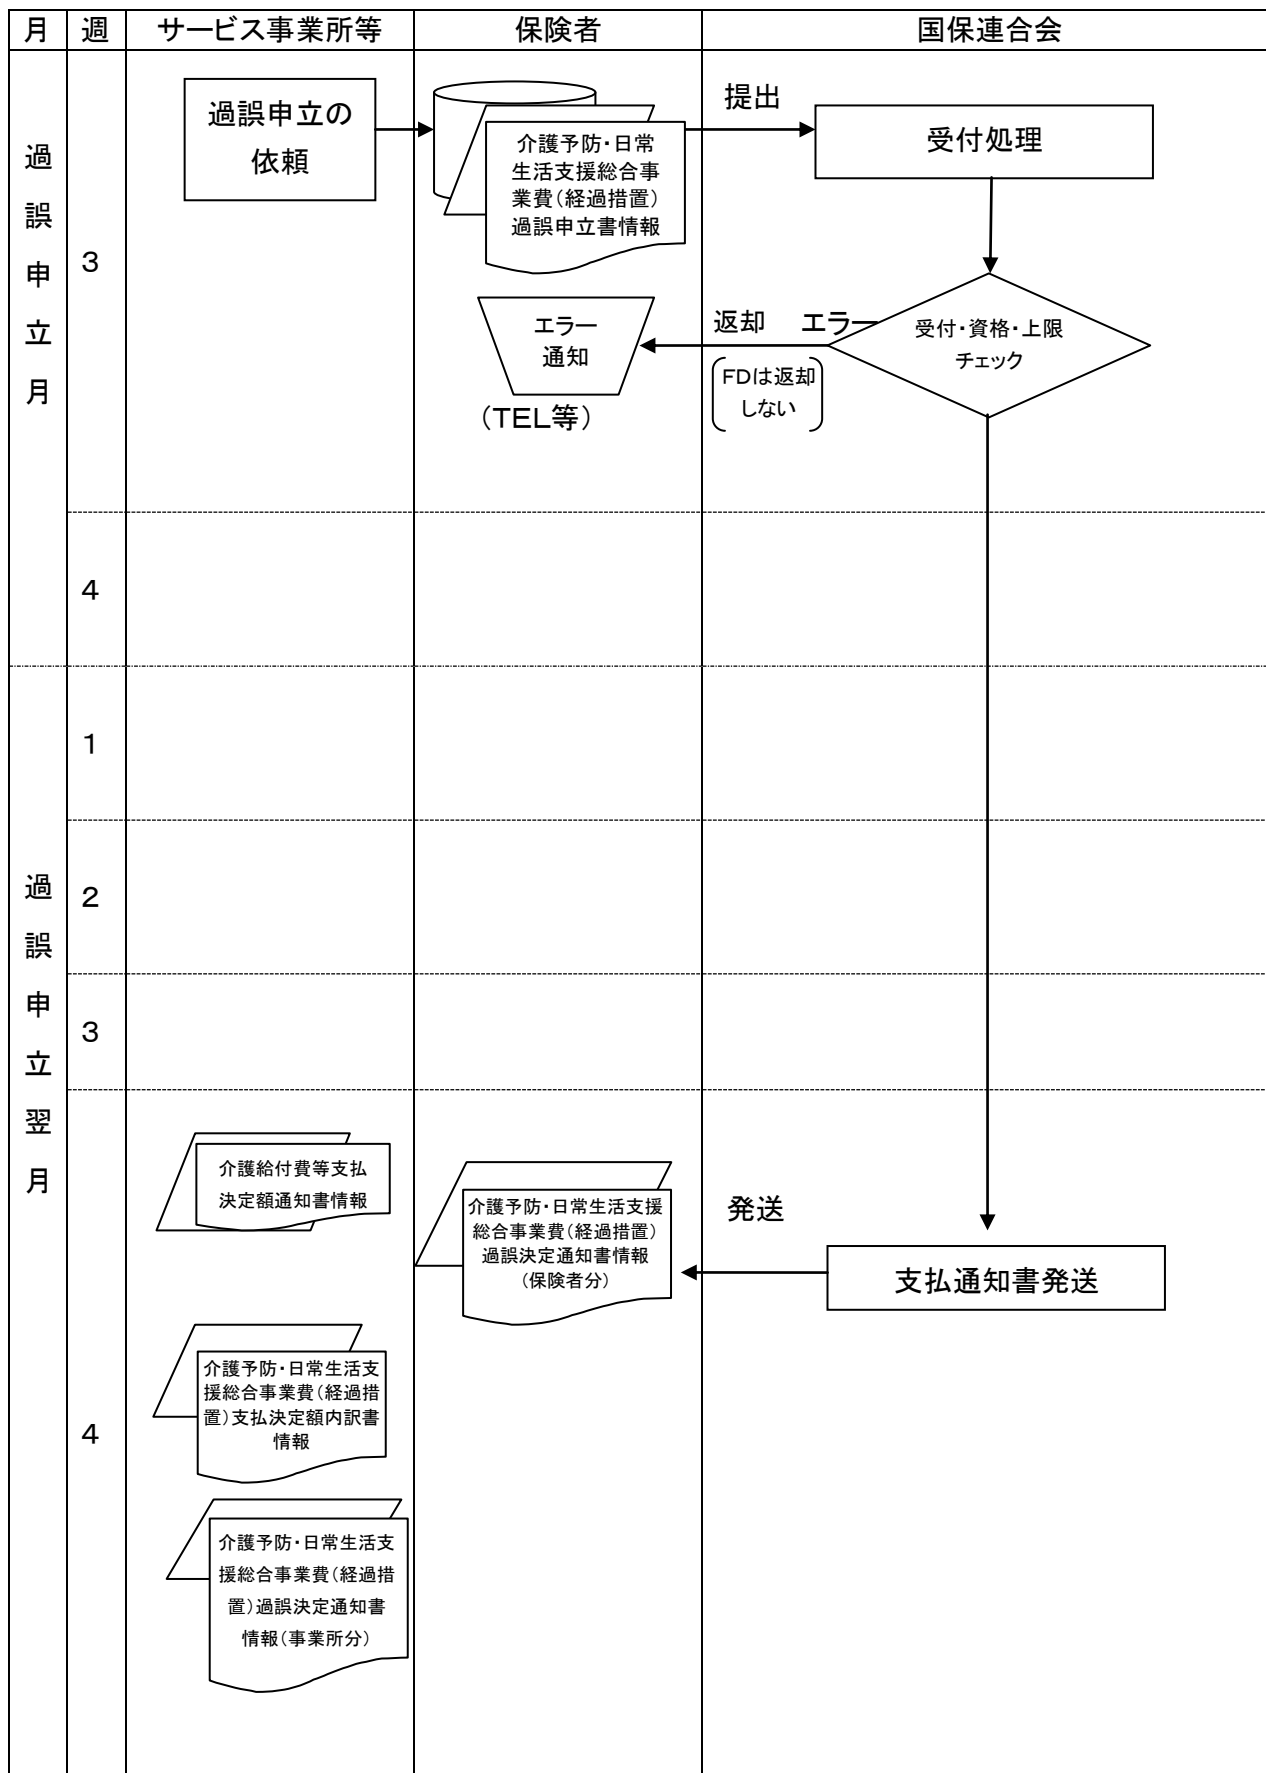 月 週 サービス事業所等 保険者 国保連合会
過誤申立月
3
過誤申立の
依頼
介護予防・日常
生活支援総合事
業費（経過措置）
過誤申立書情報
提出
受付処理
受付・資格・上限
チェック
エラー
返却
FDは返却
しない
エラー
通知
（TEL等）
4
過誤申立翌月
1
2
3
4
介護給付費等支払
決定額通知書情報
介護予防・日常生活支援
総合事業費（経過措置）
過誤決定通知書情報
（保険者分）
発送
支払通知書発送
介護予防・日常生活支
援総合事業費（経過措
置）支払決定額内訳書
情報
介護予防・日常生活支
援総合事業費（経過措
置）過誤決定通知書
情報（事業所分）